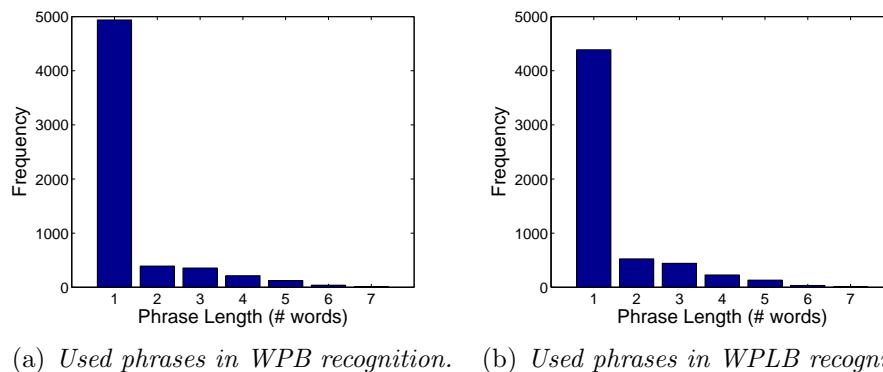 5000
4000
3000
2000
1000
0
Frequency
1 2 3 4 5 6 7
Phrase Length (# words)
(a) Used phrases in WPB recognition.
5000
4000
3000
2000
1000
0
Frequency
1 2 3 4 5 6 7
Phrase Length (# words)
(b) Used phrases in WPLB